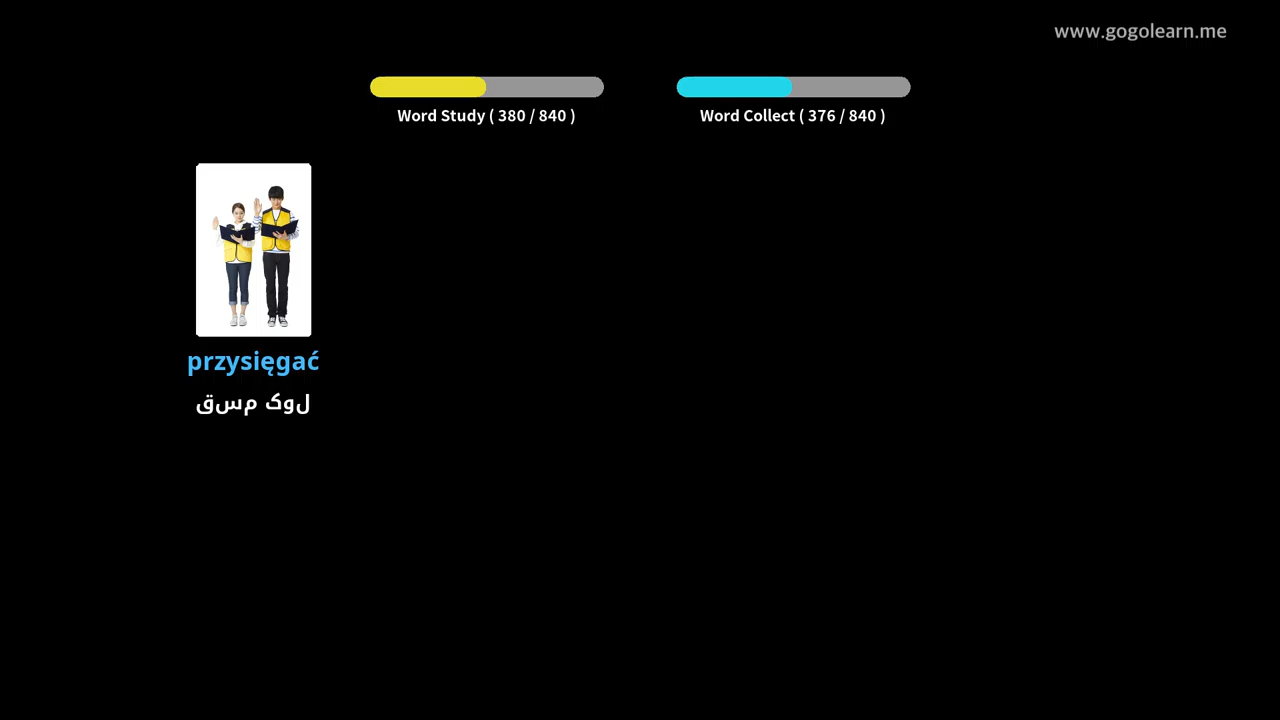 www.gogolearn.me
Word Study ( 380 / 840 )
Word Collect ( 376 / 840 )
przysięgać
قسم کول